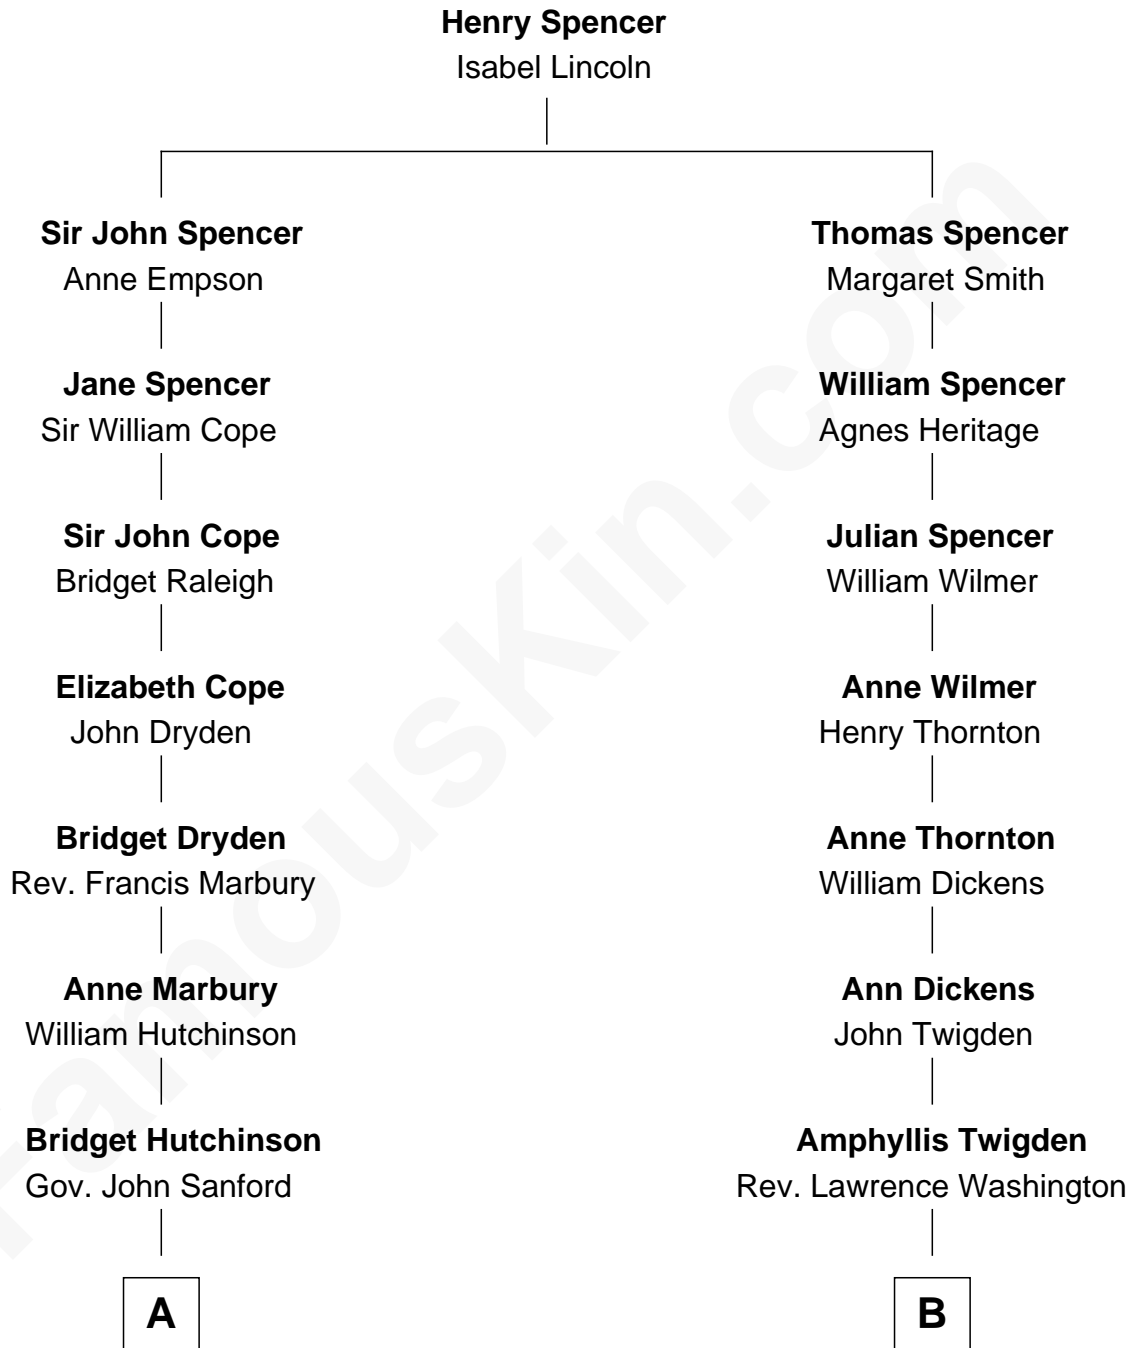 Henry Spencer
Isabel Lincoln
Sir John Spencer
Anne Empson
Thomas Spencer
Margaret Smith
Jane Spencer
Sir William Cope
William Spencer
Agnes Heritage
Sir John Cope
Bridget Raleigh
Julian Spencer
William Wilmer
Elizabeth Cope
John Dryden
Anne Wilmer
Henry Thornton
Bridget Dryden
Rev. Francis Marbury
Anne Thornton
William Dickens
Anne Marbury
William Hutchinson
Ann Dickens
John Twigden
Bridget Hutchinson
Gov. John Sanford
Amphyllis Twigden
Rev. Lawrence Washington
A
B
FamousKin.com